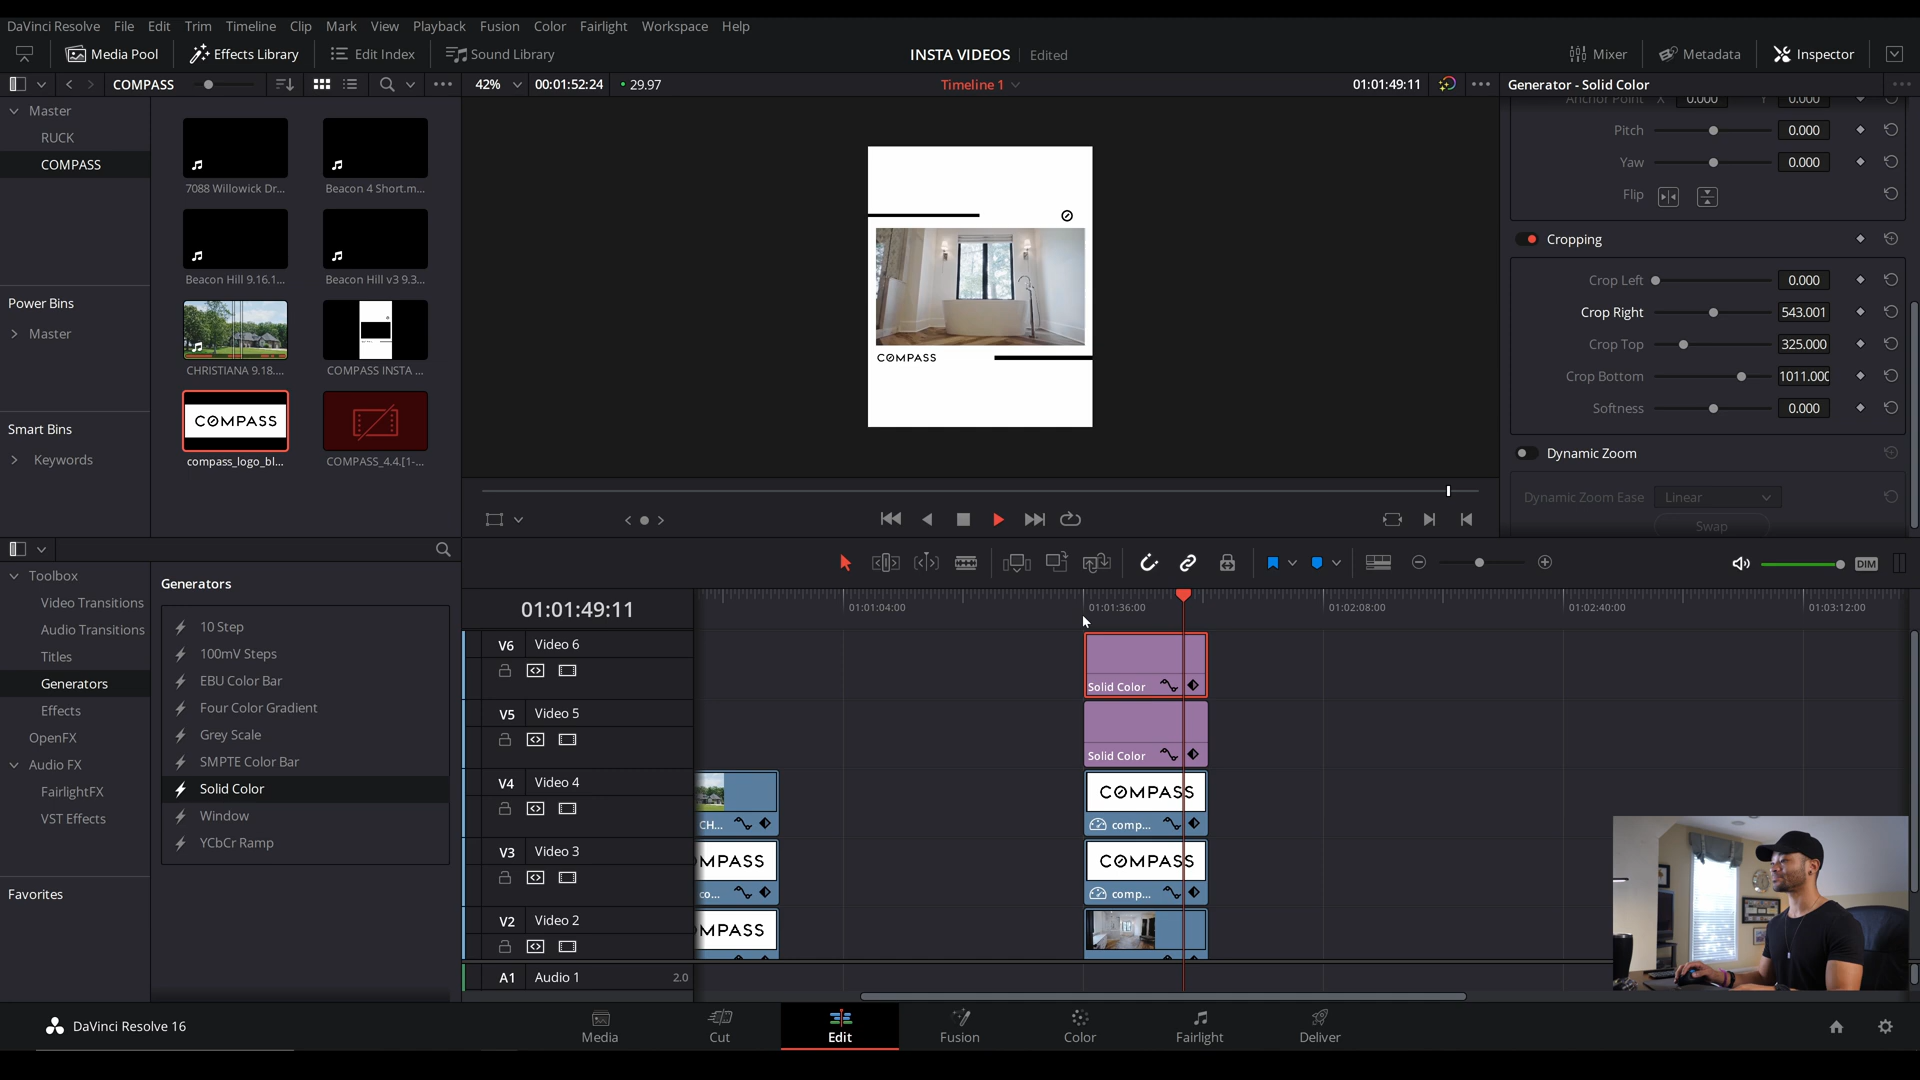 DaVinci Resolve File Edit Trim Timeline Clip Mark View Playback Fusion Color Fairlight Workspace Help
Media Pool Effects Library Edit Index Sound Library INSTA VIDEOS Edited Mixer Metadata Inspector
COMPASS 42% 00:01:52:24 29.97 Timeline 1 01:01:49:11 Generator - Solid Color
Master
RUCK
COMPASS
Power Bins
Master
Smart Bins
Keywords
7088 Willowick Dr... Beacon 4 Short.m...
Beacon Hill 9.16.1... Beacon Hill v3 9.3...
CHRISTIANA 9.18.... COMPASS INSTA ...
COMPASS
compass_logo_bl... COMPASS_4.4.[1-...
COMPASS
Anchor Point X 0.000 Y 0.000
Pitch 0.000
Yaw 0.000
Flip
Cropping
Crop Left 0.000
Crop Right 543.001
Crop Top 325.000
Crop Bottom 1011.000
Softness 0.000
Dynamic Zoom
Dynamic Zoom Ease Linear
Swap
DIM
Toolbox
Video Transitions
Audio Transitions
Titles
Generators
Effects
OpenFX
Audio FX
FairlightFX
VST Effects
Favorites
Generators
10 Step
100mV Steps
EBU Color Bar
Four Color Gradient
Grey Scale
SMPTE Color Bar
Solid Color
Window
YCbCr Ramp
01:01:49:11 01:01:04:00 01:01:36:00 01:02:08:00 01:02:40:00 01:03:12:00
V6 Video 6
Solid Color
V5 Video 5
Solid Color
V4 Video 4 COMPASS
CH... comp...
V3 Video 3 OMPASS COMPASS
co... comp...
V2 Video 2 OMPASS
A1 Audio 1 2.0
DaVinci Resolve 16 Media Cut Edit Fusion Color Fairlight Deliver